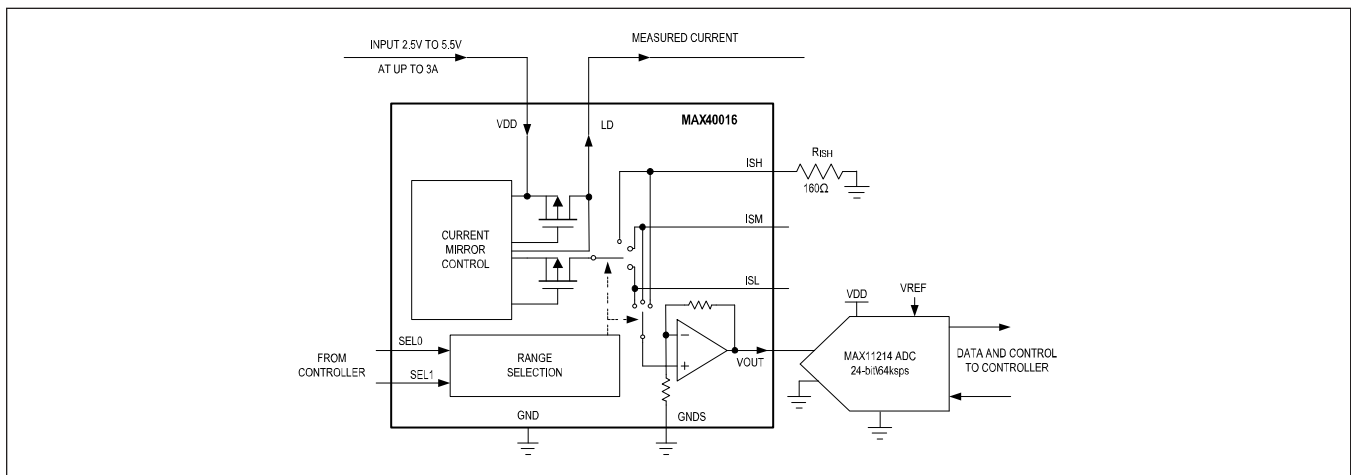 INPUT 2.5V TO 5.5V
AT UP TO 3A
MEASURED CURRENT
MAX40016
VDD
LD
ISH
RISH
160Ω
ISM
CURRENT
MIRROR
CONTROL
ISL
VDD
VREF
SEL0
FROM
CONTROLLER
SEL1
RANGE
SELECTION
−
+
VOUT
MAX11214 ADC
24-bit\64ksps
DATA AND CONTROL
TO CONTROLLER
GND
GNDS